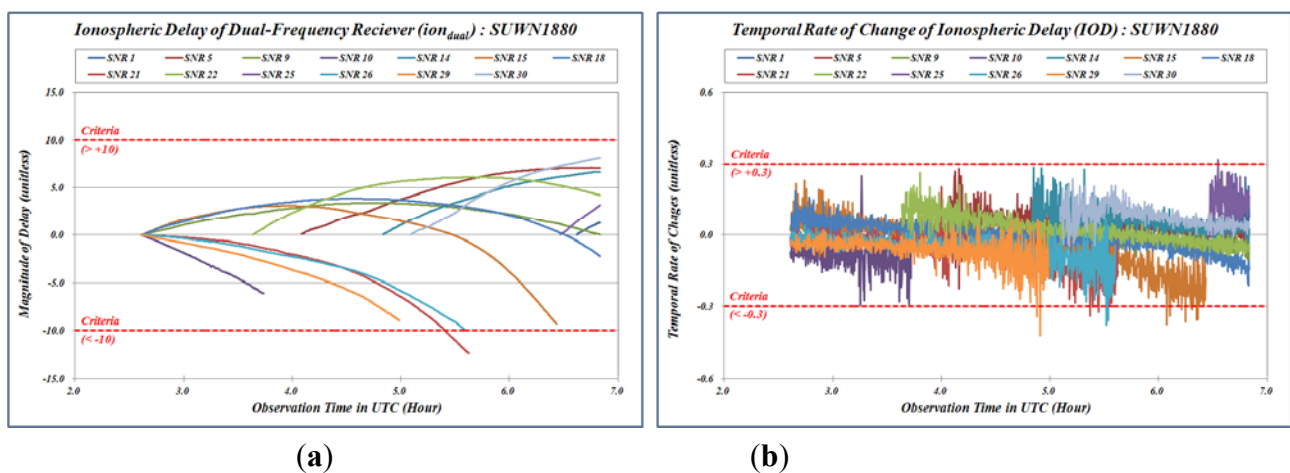 Ionospheric Delay of Dual-Frequency Reciever (ion_dual) : SUWN1880
SNR 1 SNR 5 SNR 9 SNR 10 SNR 14 SNR 15 SNR 18
SNR 21 SNR 22 SNR 25 SNR 26 SNR 29 SNR 30
Magnitude of Delay (unitless)
15.0
10.0
5.0
0.0
-5.0
-10.0
-15.0
Criteria
(> +10)
Criteria
(< -10)
2.0 3.0 4.0 5.0 6.0 7.0
Observation Time in UTC (Hour)
(a)
Temporal Rate of Change of Ionospheric Delay (IOD) : SUWN1880
SNR 1 SNR 5 SNR 9 SNR 10 SNR 14 SNR 15 SNR 18
SNR 21 SNR 22 SNR 25 SNR 26 SNR 29 SNR 30
Temporal Rate of Chages (unitless)
0.6
0.3
0.0
-0.3
-0.6
Criteria
(> +0.3)
Criteria
(< -0.3)
2.0 3.0 4.0 5.0 6.0 7.0
Observation Time in UTC (Hour)
(b)